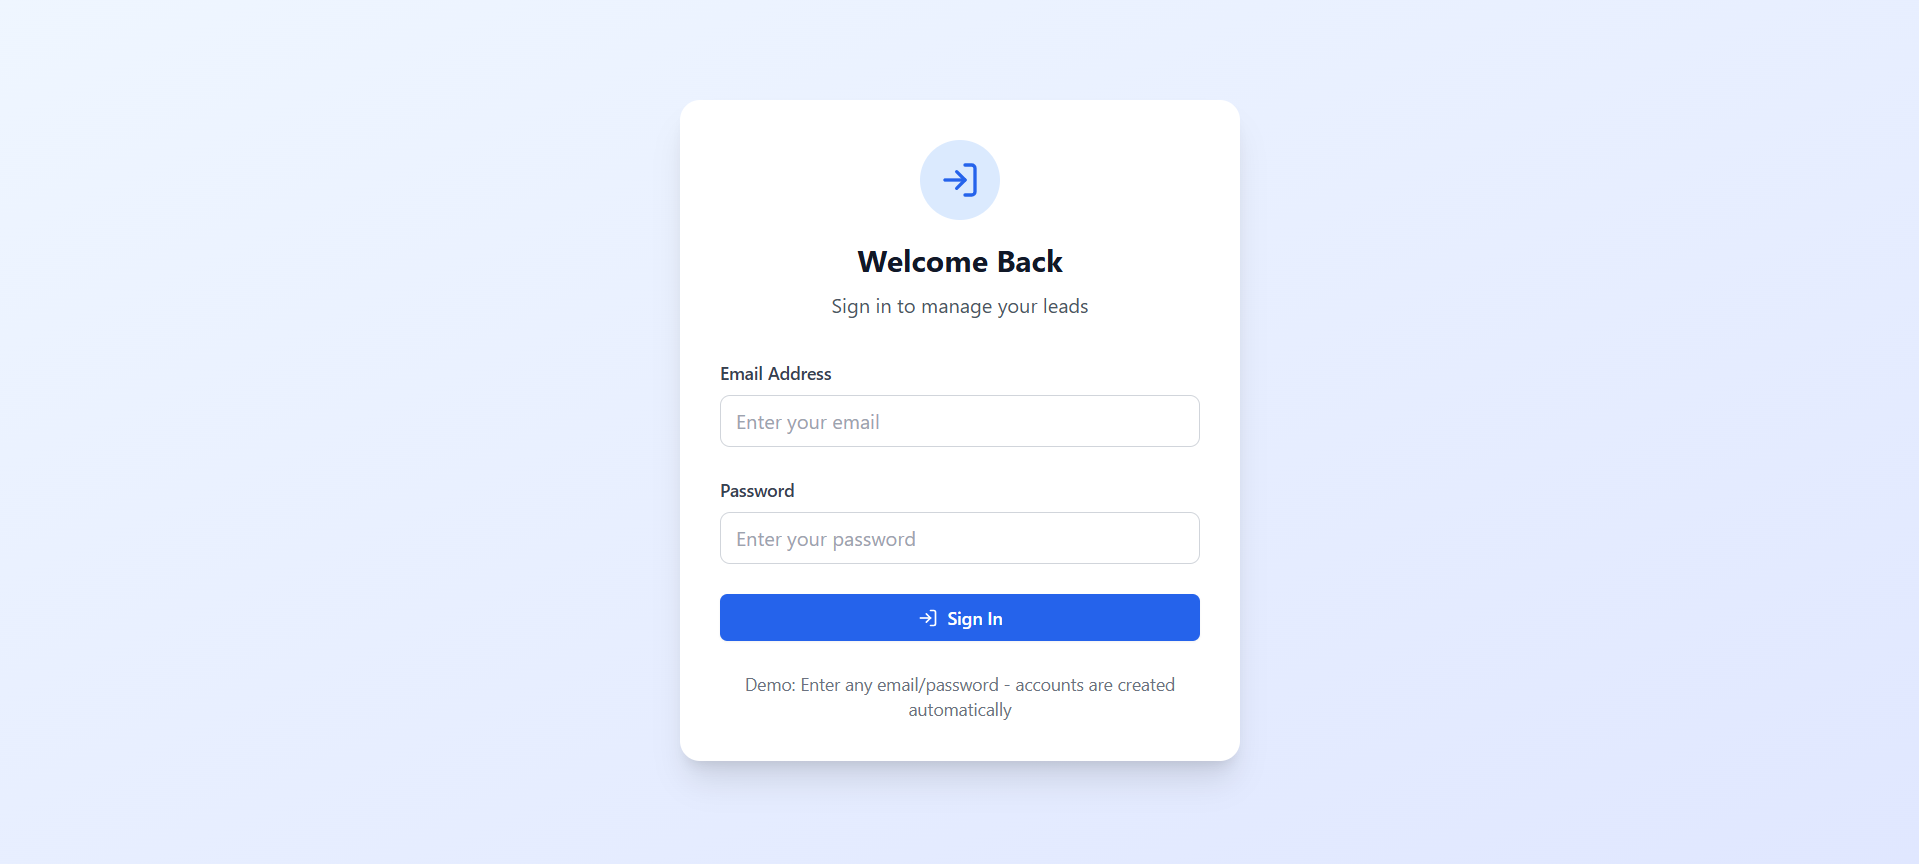 Welcome Back
Sign in to manage your leads
Email Address
Enter your email
Password
Enter your password
Sign In
Demo: Enter any email/password - accounts are created
automatically